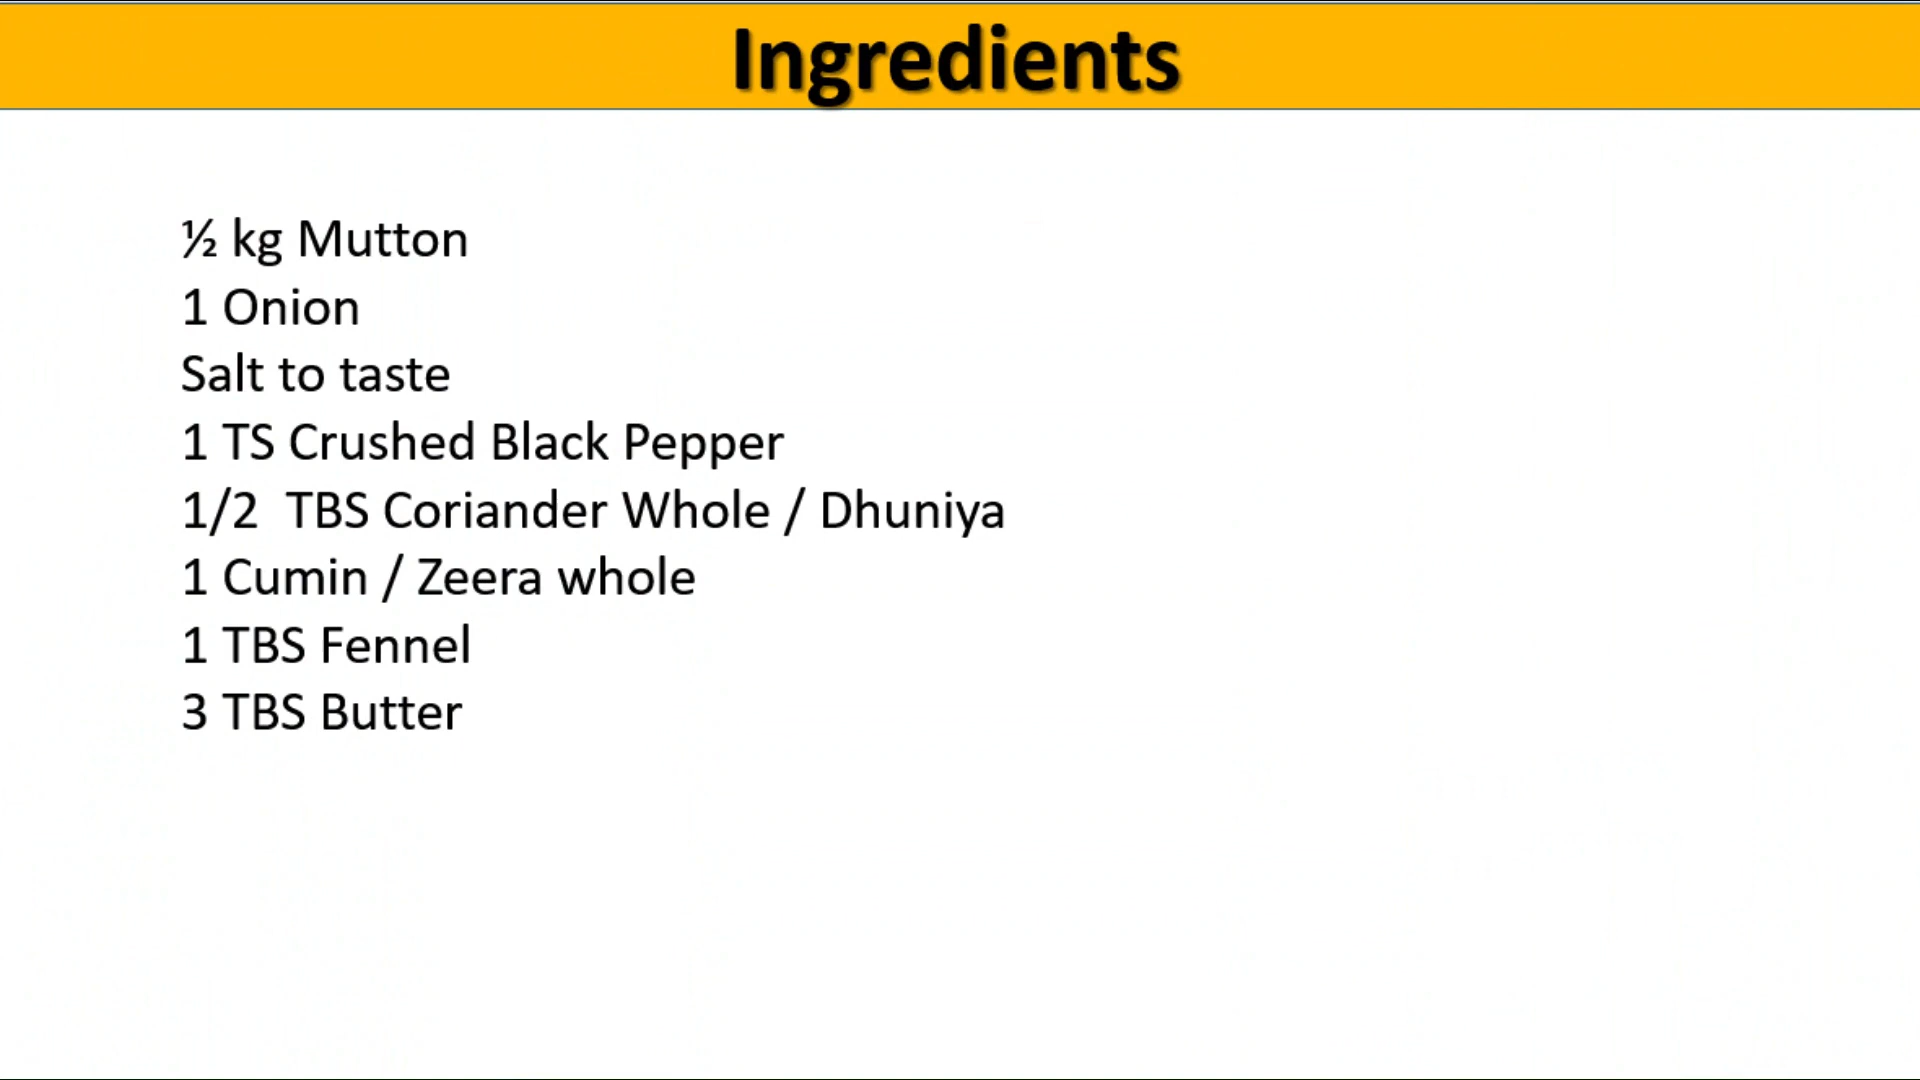 Ingredients
½ kg Mutton
1 Onion
Salt to taste
1 TS Crushed Black Pepper
1/2  TBS Coriander Whole / Dhuniya
1 Cumin / Zeera whole
1 TBS Fennel
3 TBS Butter